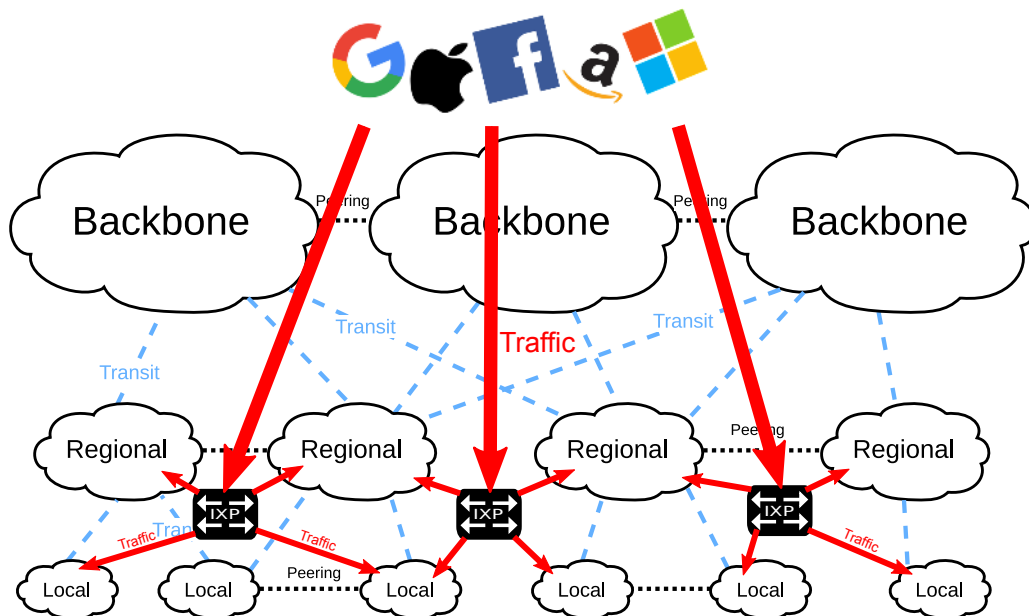 Peering
Peering
Backbone
Backbone
Backbone
Transit
Transit
Traffic
Transit
Peering
Regional
Regional
Regional
Regional
IXP
IXP
IXP
Traffic
Traffic
Traffic
Peering
Local
Local
Local
Local
Local
Local